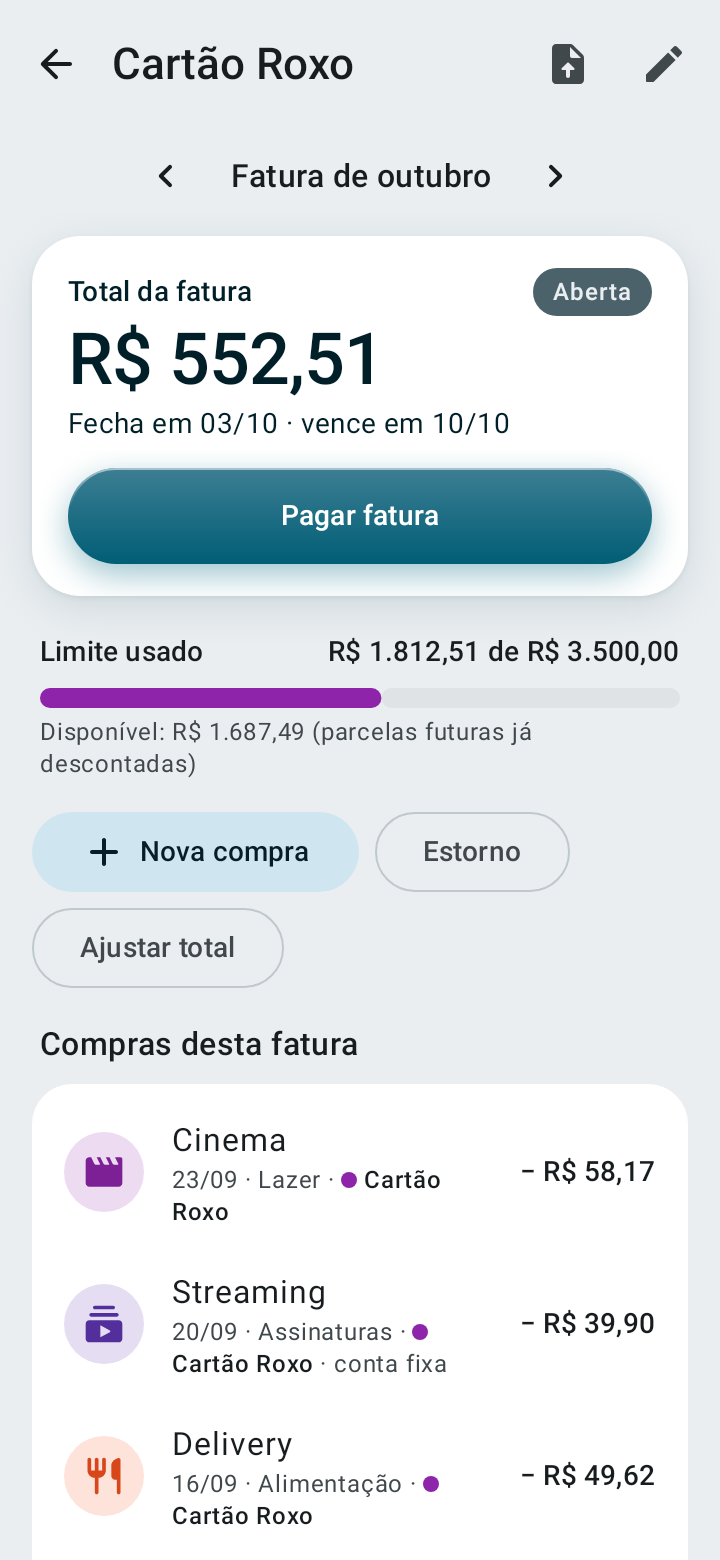 Cartão Roxo
Fatura de outubro
Total da fatura
Aberta
R$ 552,51
Fecha em 03/10 · vence em 10/10
Pagar fatura
Limite usado
R$ 1.812,51 de R$ 3.500,00
Disponível: R$ 1.687,49 (parcelas futuras já
descontadas)
Nova compra
Estorno
Ajustar total
Compras desta fatura
Cinema
23/09 · Lazer · Cartão
Roxo
− R$ 58,17
Streaming
20/09 · Assinaturas ·
Cartão Roxo · conta fixa
− R$ 39,90
Delivery
16/09 · Alimentação ·
Cartão Roxo
− R$ 49,62